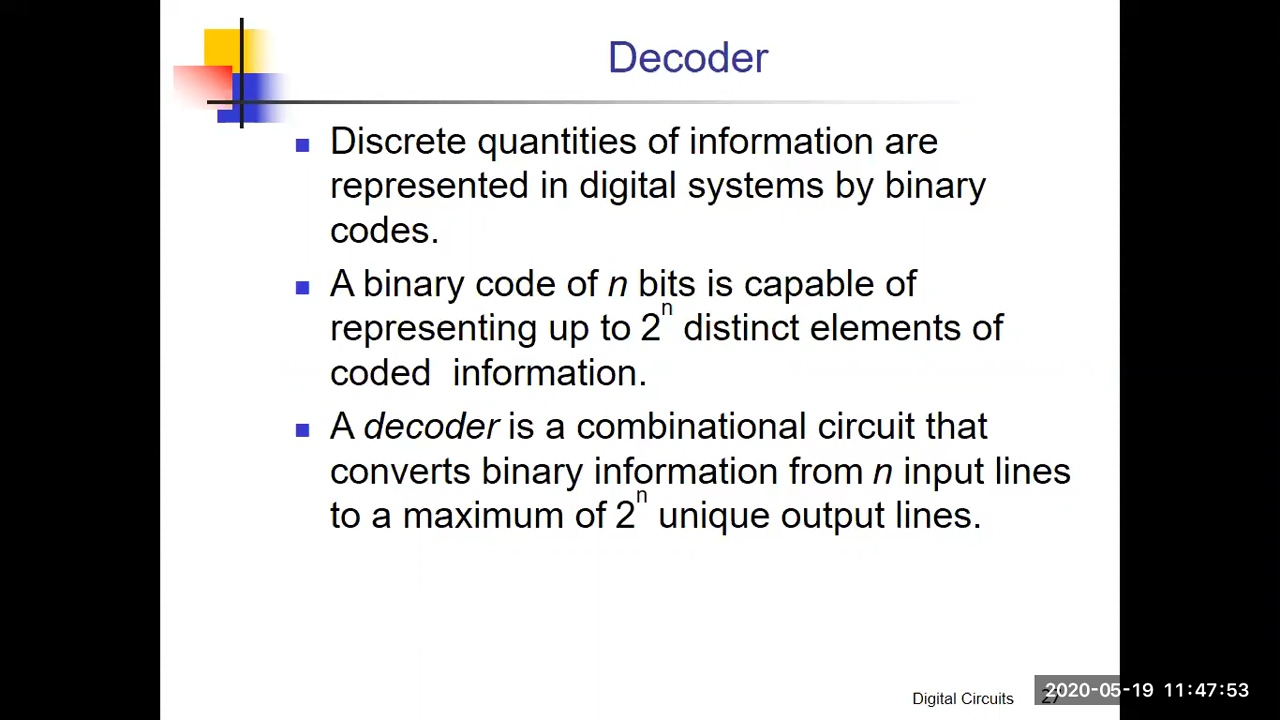 Decoder
Discrete quantities of information are
represented in digital systems by binary
codes.
A binary code of n bits is capable of
representing up to 2ⁿ distinct elements of
coded information.
A decoder is a combinational circuit that
converts binary information from n input lines
to a maximum of 2ⁿ unique output lines.
Digital Circuits
2020-05-19 11:47:53